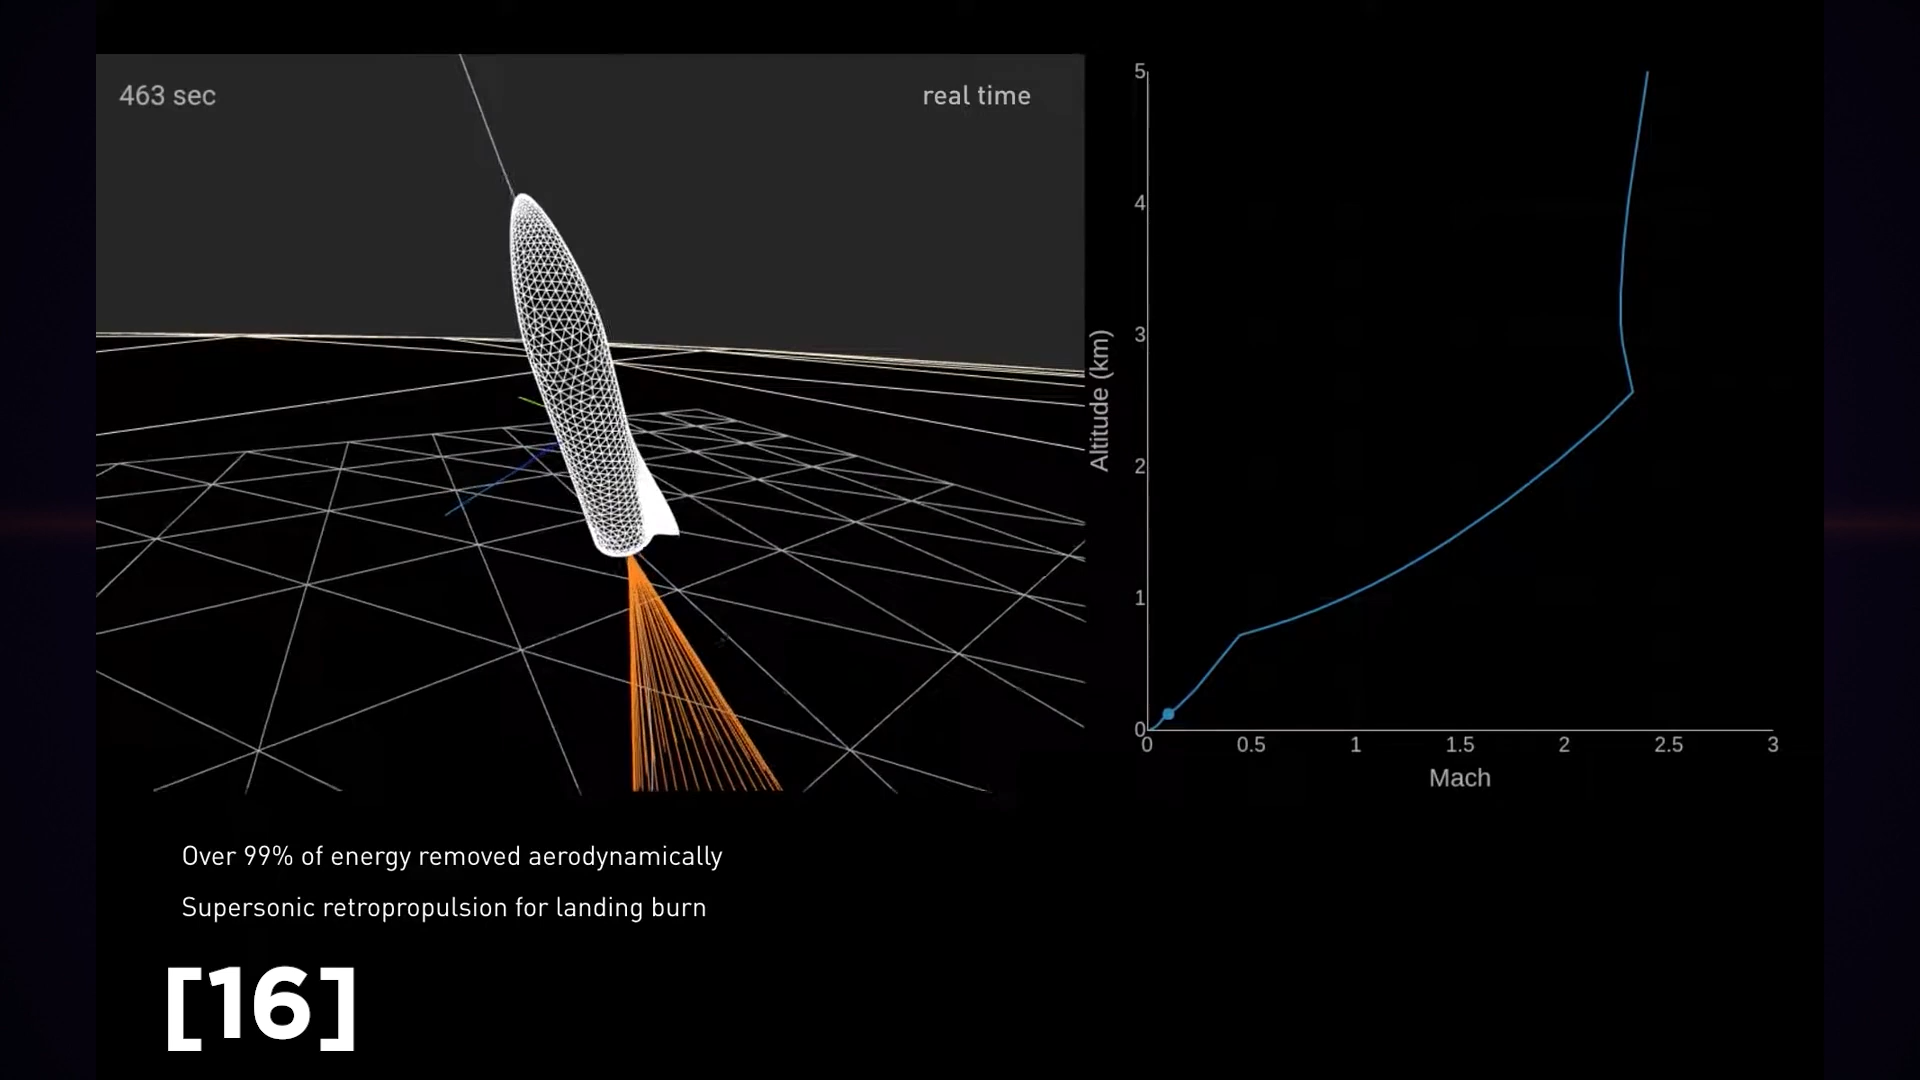 463 sec
real time
5
4
3
2
1
0
Altitude (km)
0 0.5 1 1.5 2 2.5 3
Mach
Over 99% of energy removed aerodynamically
Supersonic retropropulsion for landing burn
[16]